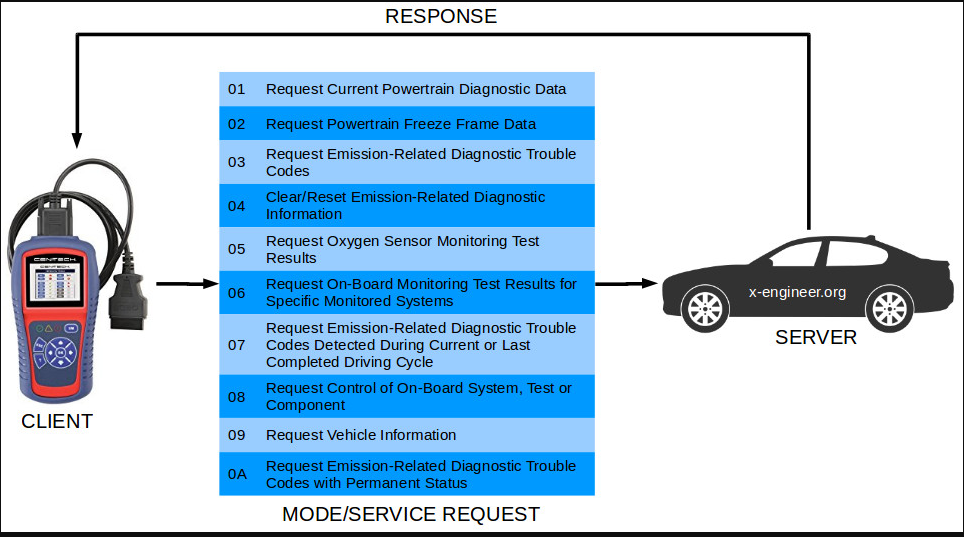 RESPONSE
01 Request Current Powertrain Diagnostic Data
02 Request Powertrain Freeze Frame Data
03 Request Emission-Related Diagnostic Trouble
Codes
04 Clear/Reset Emission-Related Diagnostic
Information
05 Request Oxygen Sensor Monitoring Test
Results
06 Request On-Board Monitoring Test Results for
Specific Monitored Systems
07 Request Emission-Related Diagnostic Trouble
Codes Detected During Current or Last
Completed Driving Cycle
08 Request Control of On-Board System, Test or
Component
09 Request Vehicle Information
0A Request Emission-Related Diagnostic Trouble
Codes with Permanent Status
MODE/SERVICE REQUEST
CENTECH
CLIENT
x-engineer.org
SERVER